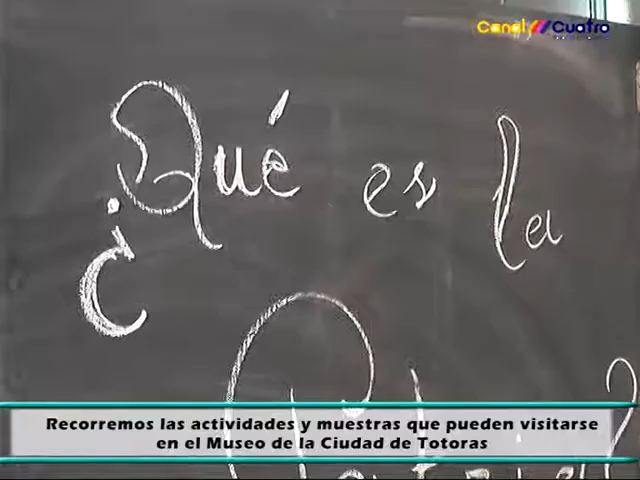 Canal Cuatro
¿Qué es la
Recorremos las actividades y muestras que pueden visitarse
en el Museo de la Ciudad de Totoras